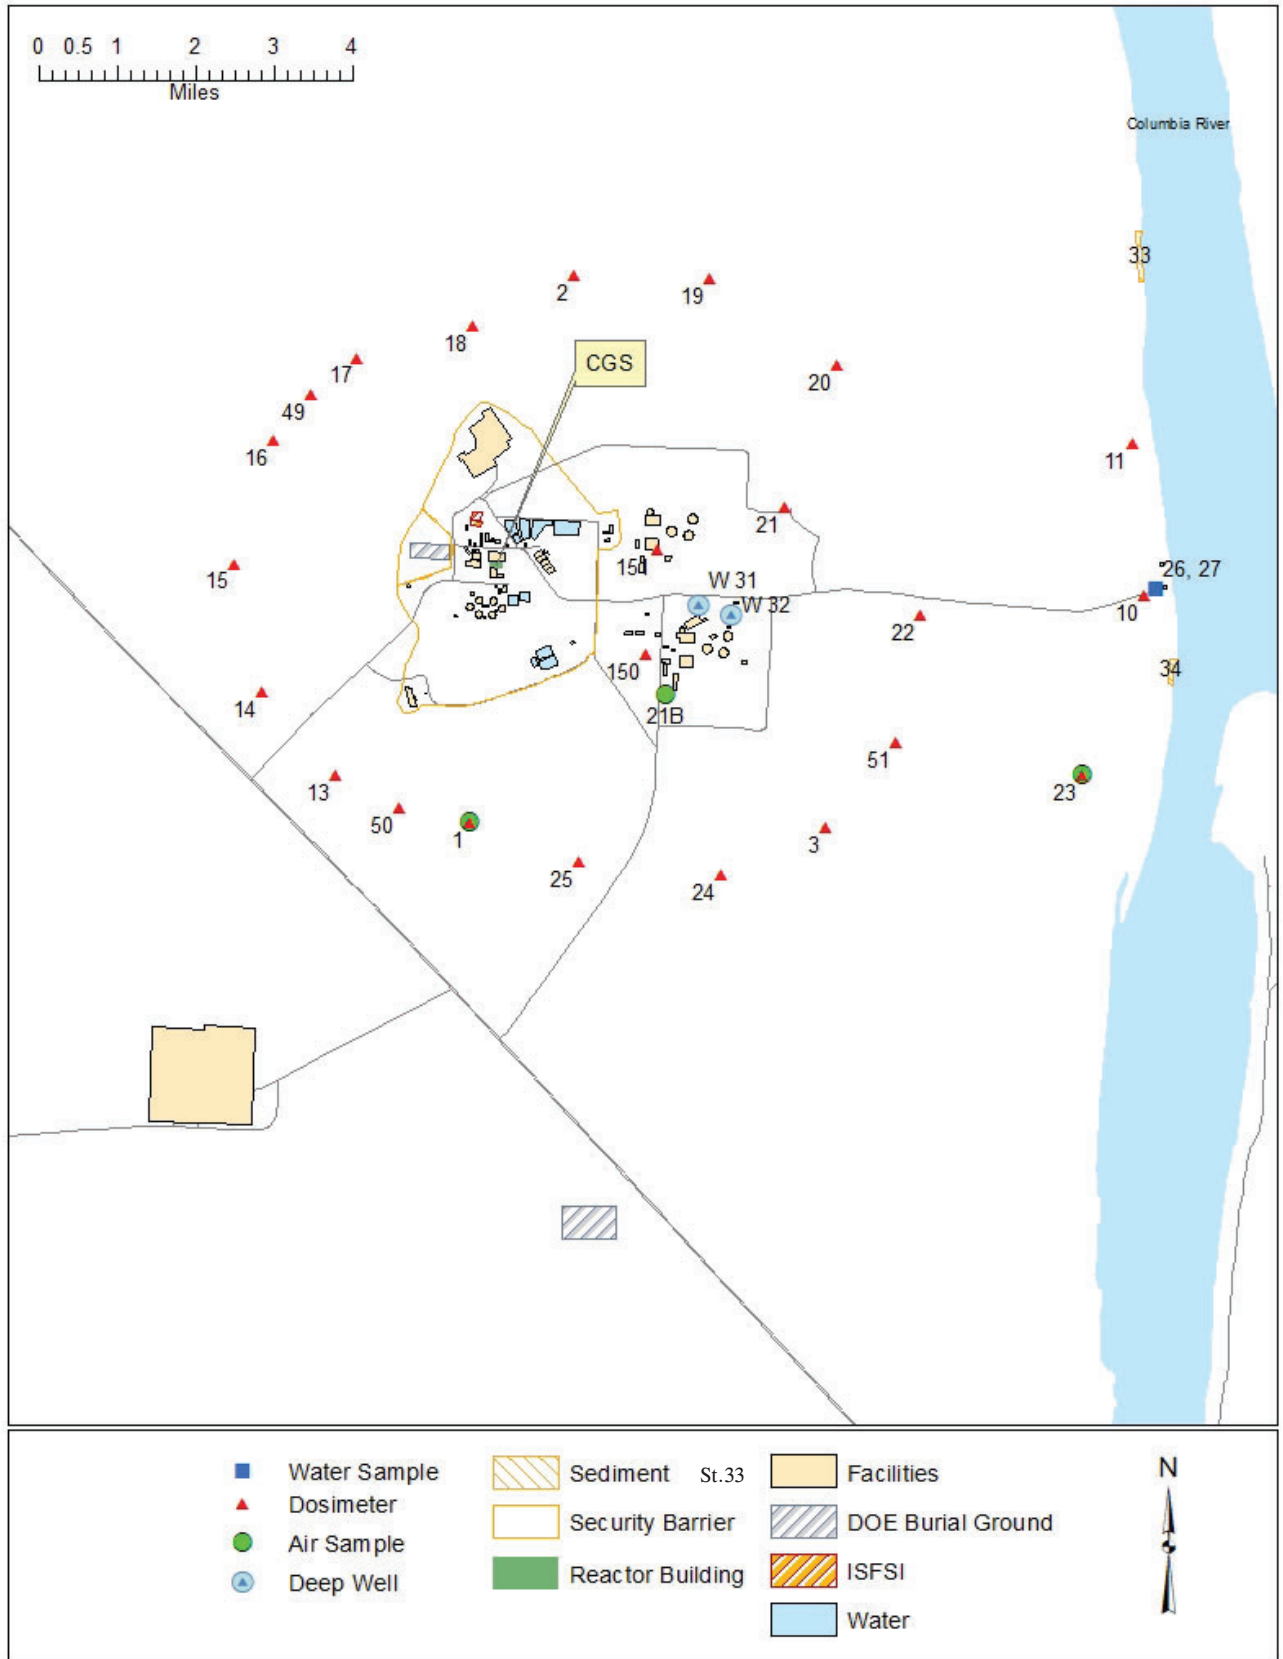 0 0.5 1 2 3 4
Miles
Columbia River
33
2
19
18
CGS
17
20
49
16
11
21
151
15
26, 27
W 31
W 32
10
22
150
34
14
21B
51
13
23
50
1
3
25
24
Water Sample
Dosimeter
Air Sample
Deep Well
Sediment St.33
Security Barrier
Reactor Building
Facilities
DOE Burial Ground
ISFSI
Water
N